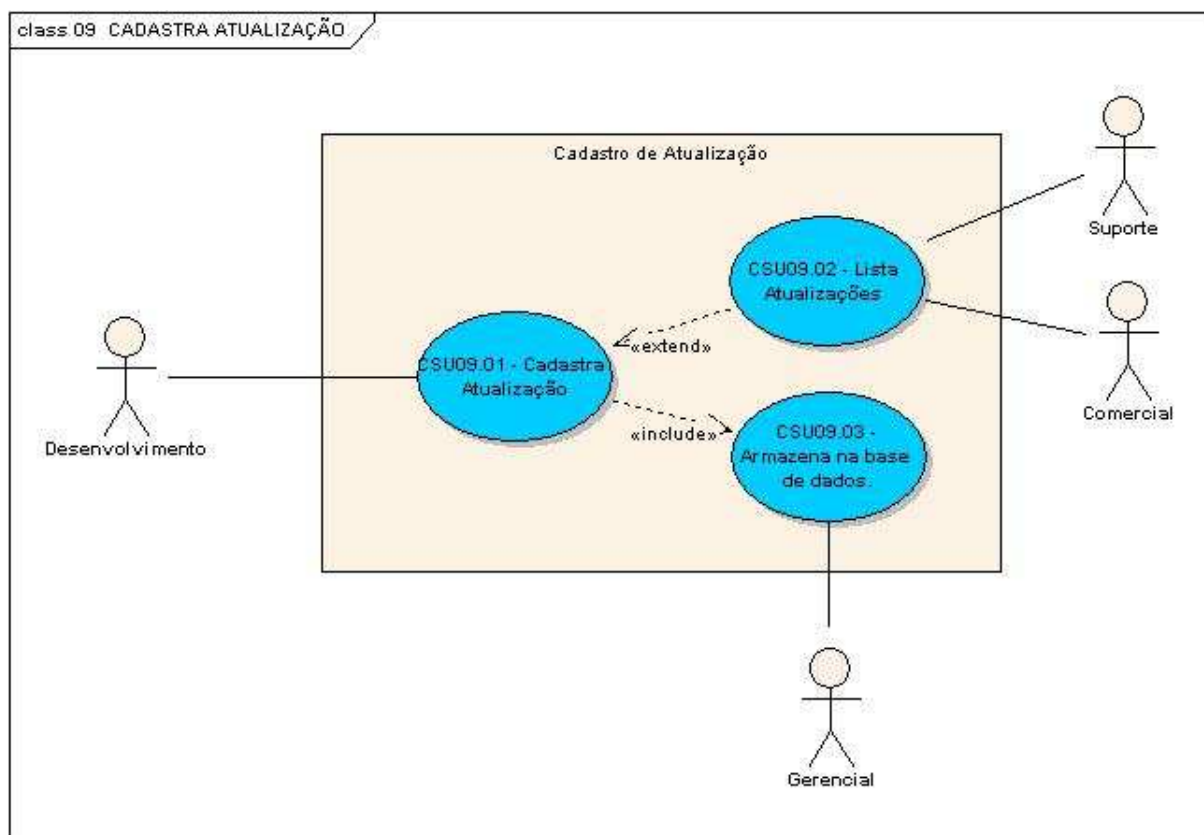 class 09 CADASTRA ATUALIZAÇÃO
Cadastro de Atualização
Suporte
CSU09.02 - Lista
Atualizações
«extend»
CSU09.01 - Cadastra
Atualização
Comercial
Desenvolvimento
«include»
CSU09.03 -
Armazena na base
de dados.
Gerencial